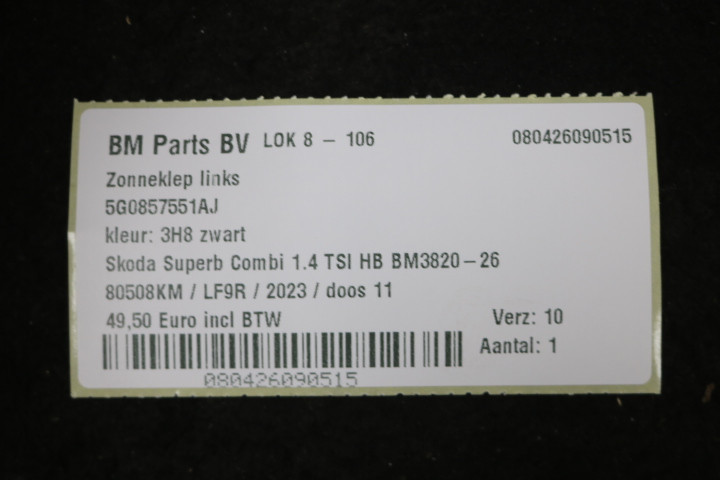 BM Parts BV LOK 8 - 106 080426090515
Zonneklep links
5G0857551AJ
kleur: 3H8 zwart
Skoda Superb Combi 1.4 TSI HB BM3820-26
80508KM / LF9R / 2023 / doos 11
49,50 Euro incl BTW Verz: 10
Aantal: 1
080426090515